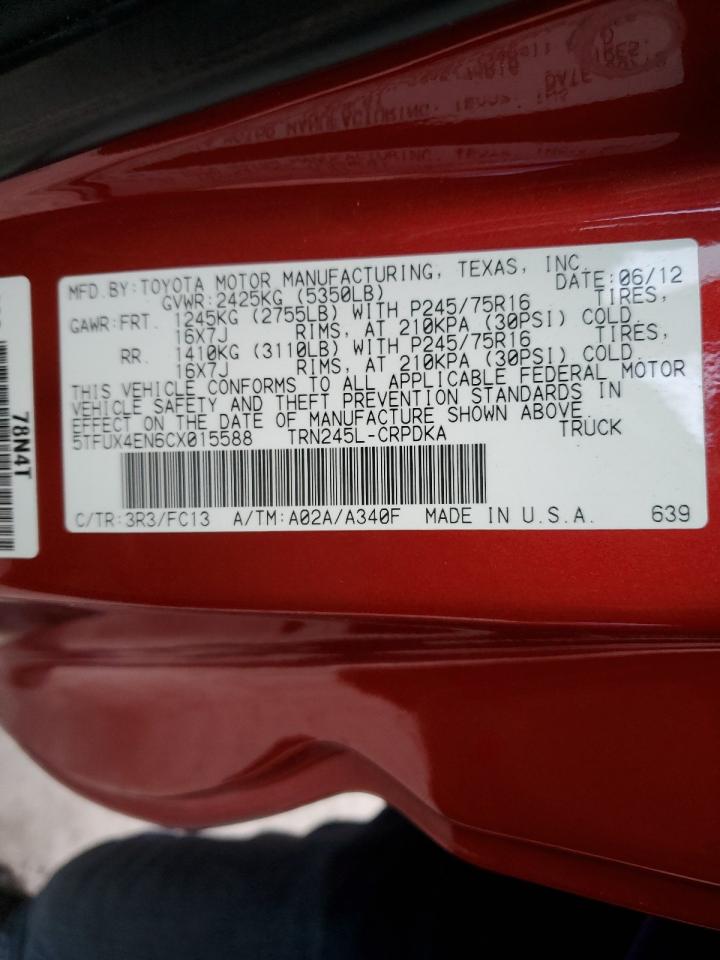 MFD.BY:TOYOTA MOTOR MANUFACTURING, TEXAS, INC.
GVWR:2425KG (5350LB) DATE:06/12
GAWR:FRT. 1245KG (2755LB) WITH P245/75R16 TIRES,
16X7J RIMS, AT 210KPA (30PSI) COLD.
RR. 1410KG (3110LB) WITH P245/75R16 TIRES,
16X7J RIMS, AT 210KPA (30PSI) COLD.
THIS VEHICLE CONFORMS TO ALL APPLICABLE FEDERAL MOTOR
VEHICLE SAFETY AND THEFT PREVENTION STANDARDS IN
EFFECT ON THE DATE OF MANUFACTURE SHOWN ABOVE.
5TFUX4EN6CX015588 TRN245L-CRPDKA TRUCK
C/TR:3R3/FC13 A/TM:A02A/A340F MADE IN U.S.A. 639
78N4T